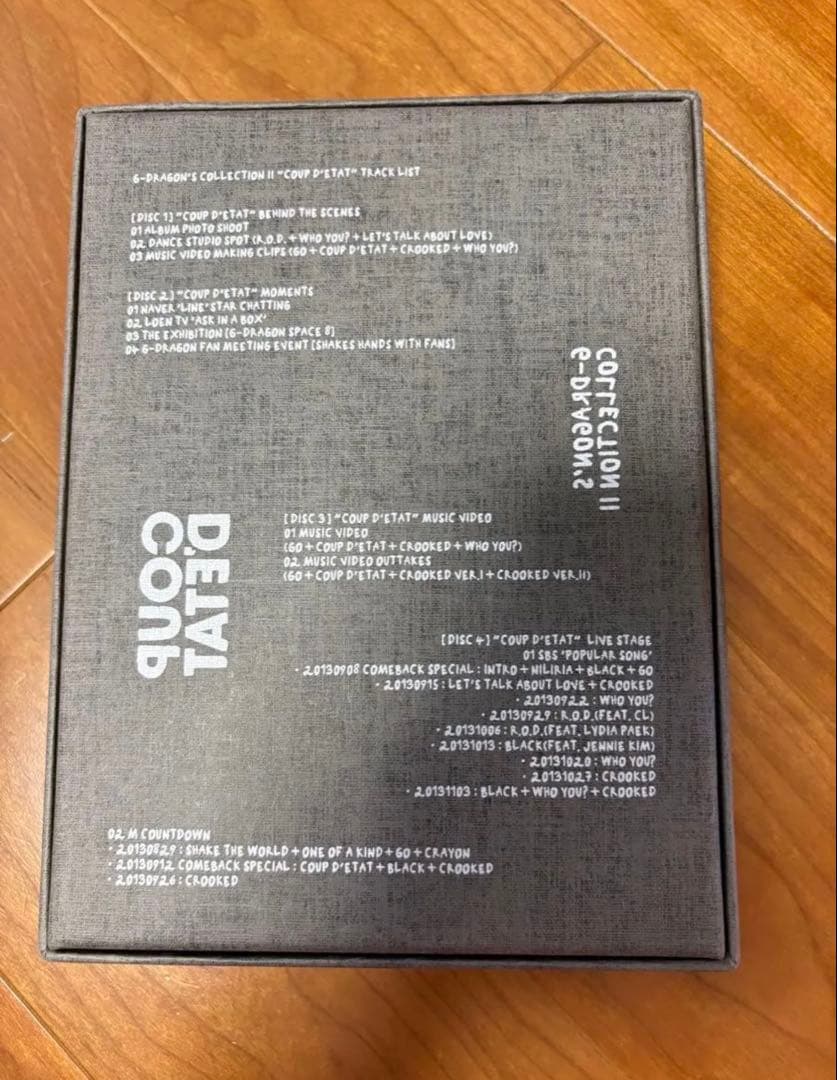 G-DRAGON'S COLLECTION II "COUP D'ETAT" TRACK LIST
[DISC 1] "COUP D'ETAT" BEHIND THE SCENES
01 ALBUM PHOTO SHOOT
02 DANCE STUDIO SPOT (R.O.D. + WHO YOU? + LET'S TALK ABOUT LOVE)
03 MUSIC VIDEO MAKING CLIPS (GO + COUP D'ETAT + CROOKED + WHO YOU?)
[DISC 2] "COUP D'ETAT" MOMENTS
01 NAVER 'LINE' STAR CHATTING
02 LOEN TV 'ASK IN A BOX'
03 THE EXHIBITION [G-DRAGON SPACE 8]
04 G-DRAGON FAN MEETING EVENT [SHAKES HANDS WITH FANS]
G-DRAGON'S
COLLECTION II
COUP
D'ETAT
[DISC 3] "COUP D'ETAT" MUSIC VIDEO
01 MUSIC VIDEO
(GO + COUP D'ETAT + CROOKED + WHO YOU?)
02 MUSIC VIDEO OUTTAKES
(GO + COUP D'ETAT + CROOKED VER.I + CROOKED VER.II)
[DISC 4] "COUP D'ETAT" LIVE STAGE
01 SBS 'POPULAR SONG'
· 20130908 COMEBACK SPECIAL : INTRO + NILIRIA + BLACK + GO
· 20130915 : LET'S TALK ABOUT LOVE + CROOKED
· 20130922 : WHO YOU?
· 20130929 : R.O.D.(FEAT. CL)
· 20131006 : R.O.D.(FEAT. LYDIA PAEK)
· 20131013 : BLACK(FEAT. JENNIE KIM)
· 20131020 : WHO YOU?
· 20131027 : CROOKED
· 20131103 : BLACK + WHO YOU? + CROOKED
02 M COUNTDOWN
· 20130829 : SHAKE THE WORLD + ONE OF A KIND + GO + CRAYON
· 20130912 COMEBACK SPECIAL : COUP D'ETAT + BLACK + CROOKED
· 20130926 : CROOKED